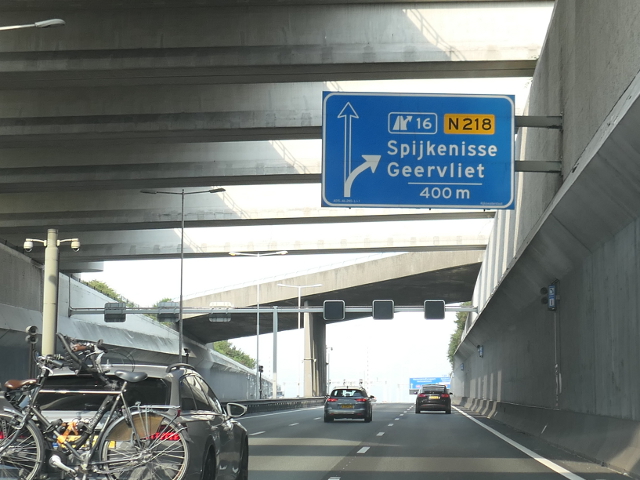 16 N218
Spijkenisse
Geervliet
400 m